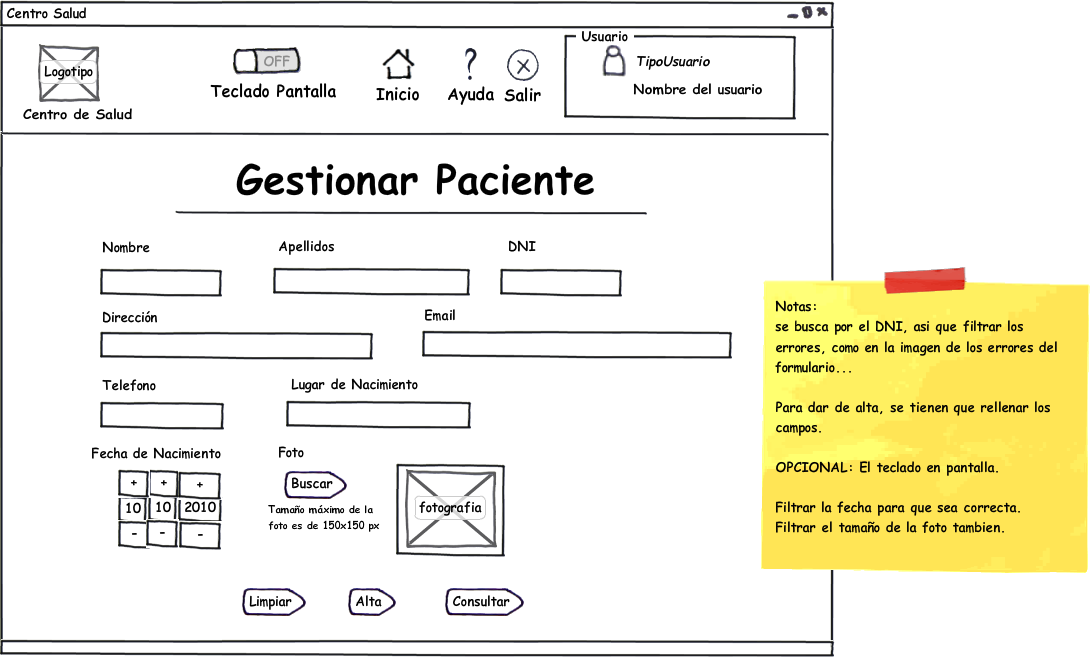 Centro Salud
Usuario
Logotipo
OFF
TipoUsuario
Teclado Pantalla
Inicio
Ayuda
Salir
Nombre del usuario
Centro de Salud
Gestionar Paciente
Nombre
Apellidos
DNI
Dirección
Email
Telefono
Lugar de Nacimiento
Fecha de Nacimiento
Foto
+ + +
10 10 2010
- - -
Buscar
Tamaño máximo de la
foto es de 150x150 px
fotografia
Limpiar
Alta
Consultar
Notas:
se busca por el DNI, asi que filtrar los
errores, como en la imagen de los errores del
formulario...
Para dar de alta, se tienen que rellenar los
campos.
OPCIONAL: El teclado en pantalla.
Filtrar la fecha para que sea correcta.
Filtrar el tamaño de la foto tambien.